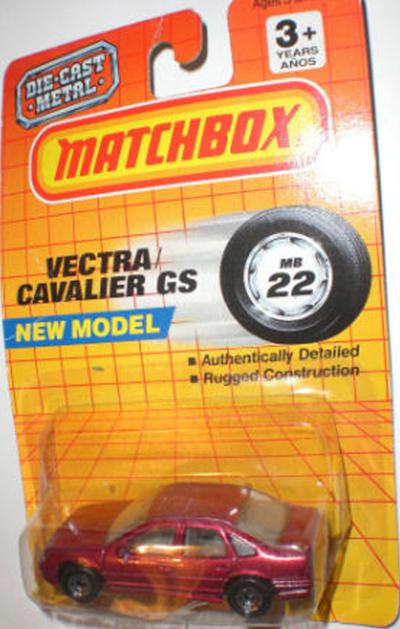 Ages 3
3+
YEARS
AÑOS
DIE-CAST
METAL
MATCHBOX
VECTRA/
CAVALIER GS
NEW MODEL
MB
22
▪ Authentically Detailed
▪ Rugged Construction